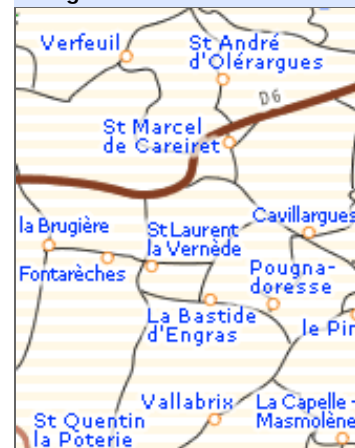 Verfeuil
St André
d'Olérargues
D6
St Marcel
de Careiret
la Brugière
St Laurent
la Vernède
Cavillargues
Fontarèches
Pougna-
doresse
La Bastide
d'Engras
le Pin
Vallabrix
La Capelle -
Masmolène
St Quentin
la Poterie